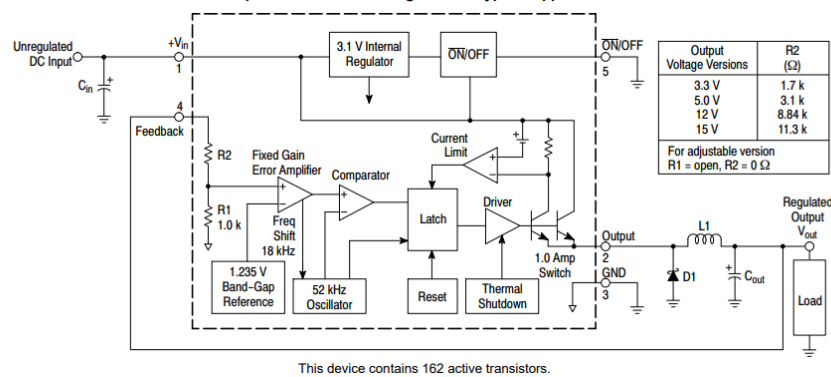 Unregulated
DC Input
Cin
+
+Vin
1
4
Feedback
3.1 V Internal
Regulator
O̅N̅/OFF
O̅N̅/OFF
5
Output
Voltage Versions
R2
(Ω)
3.3 V
1.7 k
5.0 V
3.1 k
12 V
8.84 k
15 V
11.3 k
For adjustable version
R1 = open, R2 = 0 Ω
R2
R1
1.0 k
Fixed Gain
Error Amplifier
+
−
Comparator
+
−
Freq
Shift
18 kHz
Current
Limit
+
+
−
Latch
Driver
1.0 Amp
Switch
1.235 V
Band−Gap
Reference
52 kHz
Oscillator
Reset
Thermal
Shutdown
Output
2
GND
3
L1
D1
+
Cout
Regulated
Output
Vout
Load
This device contains 162 active transistors.